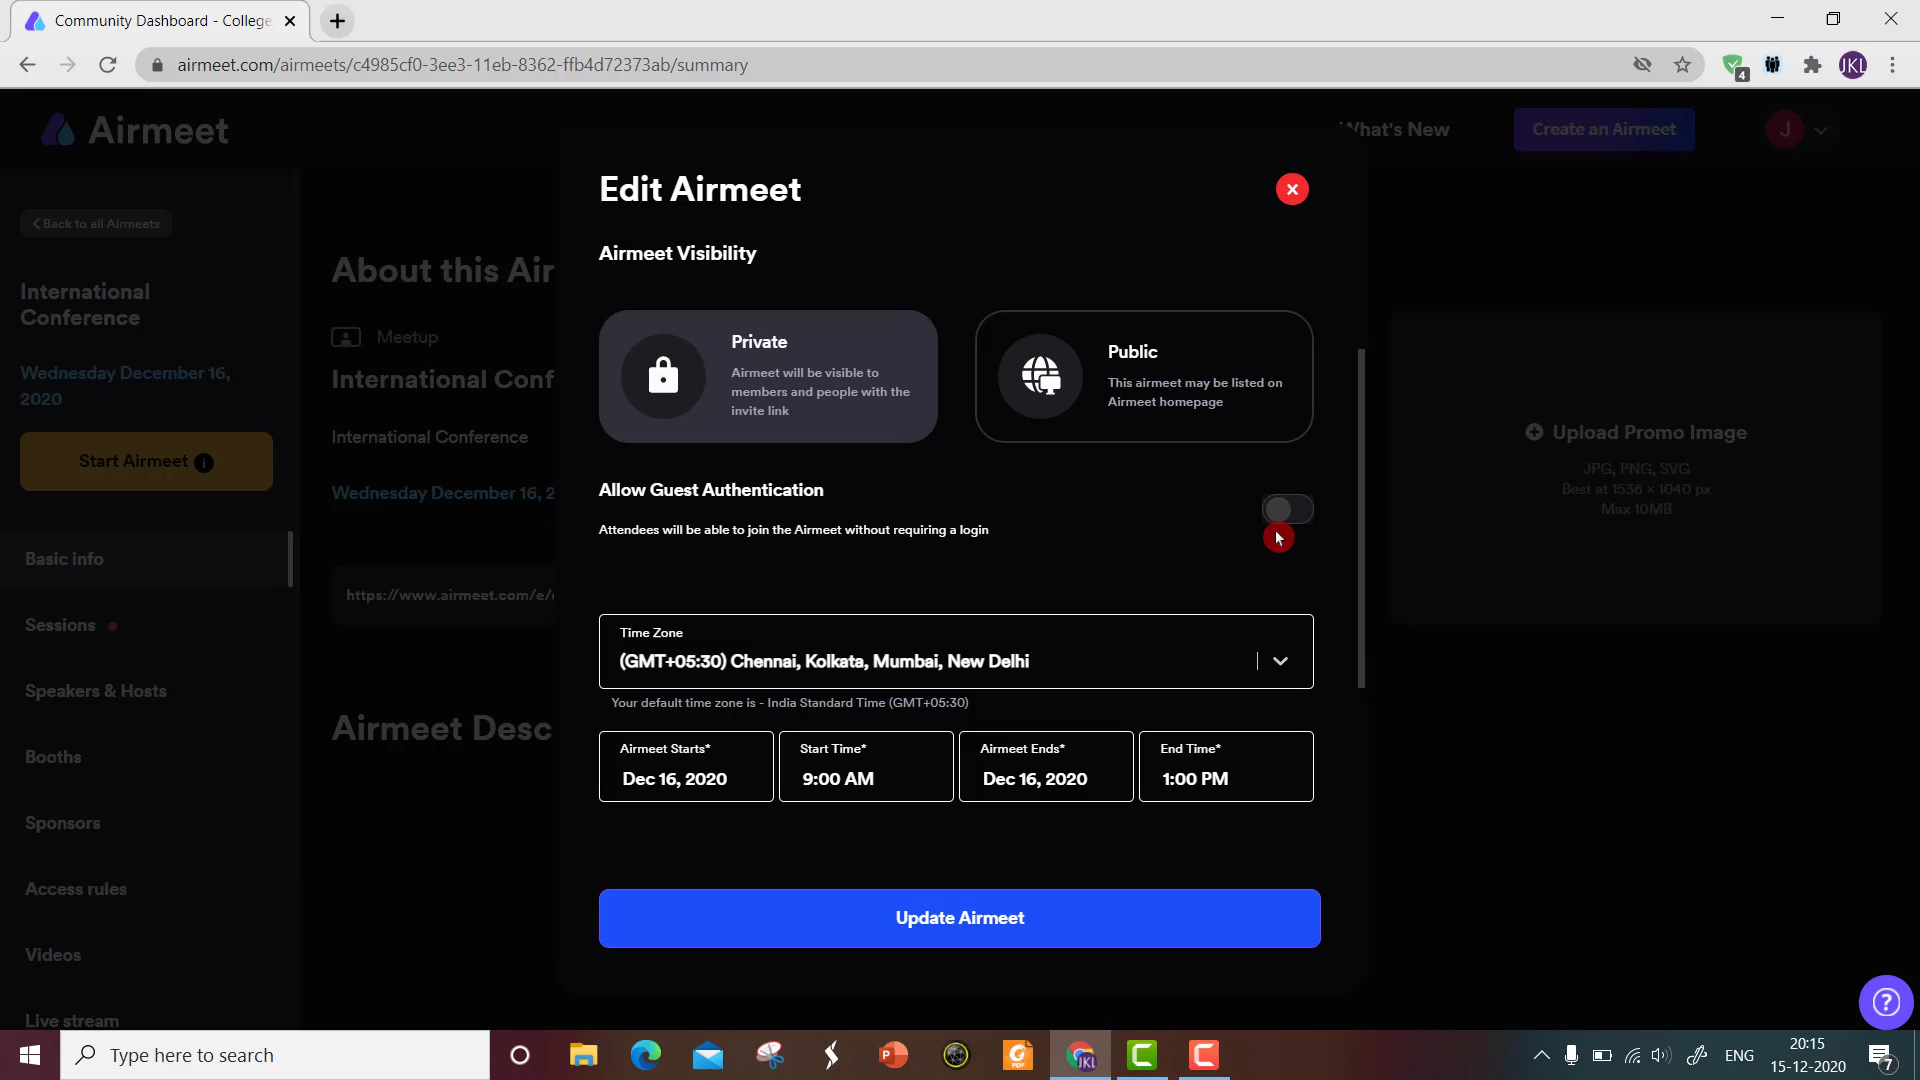 Community Dashboard - College
airmeet.com/airmeets/c4985cf0-3ee3-11eb-8362-ffb4d72373ab/summary
4
JKL
Airmeet
What's New
Create an Airmeet
J
Back to all Airmeets
International
Conference
Wednesday December 16,
2020
Start Airmeet
Basic info
Sessions
Speakers & Hosts
Booths
Sponsors
Access rules
Videos
Live stream
About this Air
Meetup
International Conf
International Conference
Wednesday December 16, 2
https://www.airmeet.com/e/
Airmeet Desc
Edit Airmeet
Airmeet Visibility
Private
Airmeet will be visible to
members and people with the
invite link
Public
This airmeet may be listed on
Airmeet homepage
Allow Guest Authentication
Attendees will be able to join the Airmeet without requiring a login
Time Zone
(GMT+05:30) Chennai, Kolkata, Mumbai, New Delhi
Your default time zone is - India Standard Time (GMT+05:30)
Airmeet Starts*
Dec 16, 2020
Start Time*
9:00 AM
Airmeet Ends*
Dec 16, 2020
End Time*
1:00 PM
Update Airmeet
Upload Promo Image
JPG, PNG, SVG
Best at 1536 × 1040 px
Max 10MB
?
Type here to search
ENG
20:15
15-12-2020
7